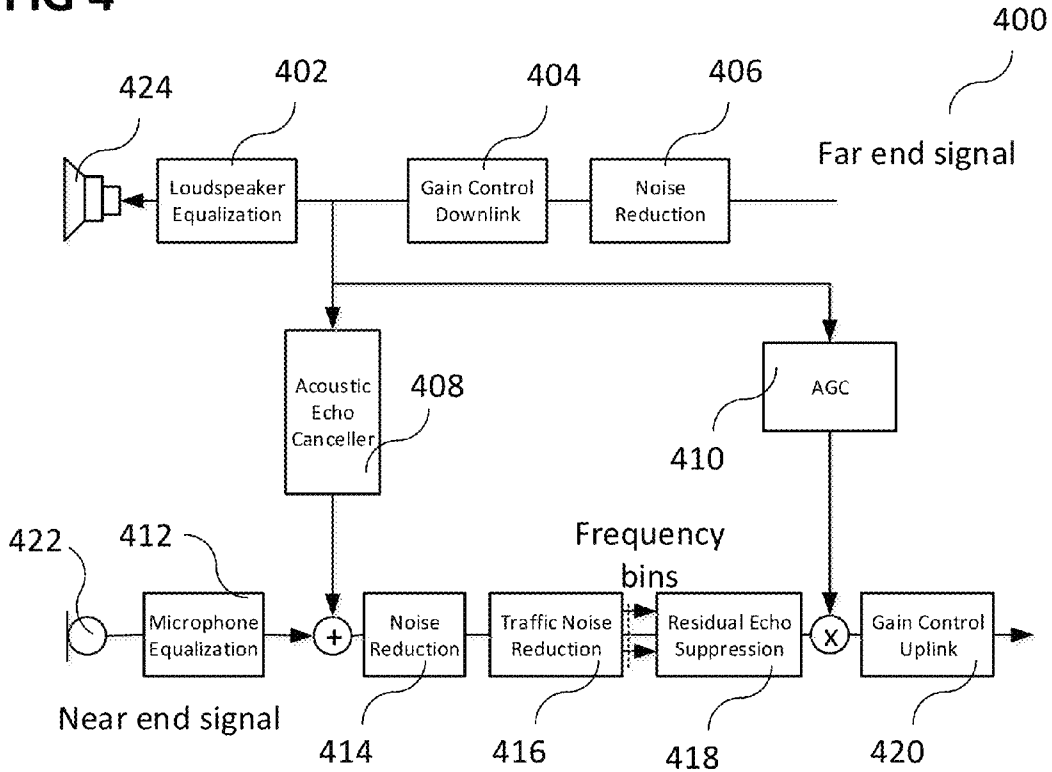 FIG 4
400
424
402
404
406
Far end signal
Loudspeaker
Equalization
Gain Control
Downlink
Noise
Reduction
Acoustic
Echo
Canceller
408
AGC
410
422
412
Frequency
bins
Microphone
Equalization
+
Noise
Reduction
Traffic Noise
Reduction
Residual Echo
Suppression
X
Gain Control
Uplink
Near end signal
414
416
418
420